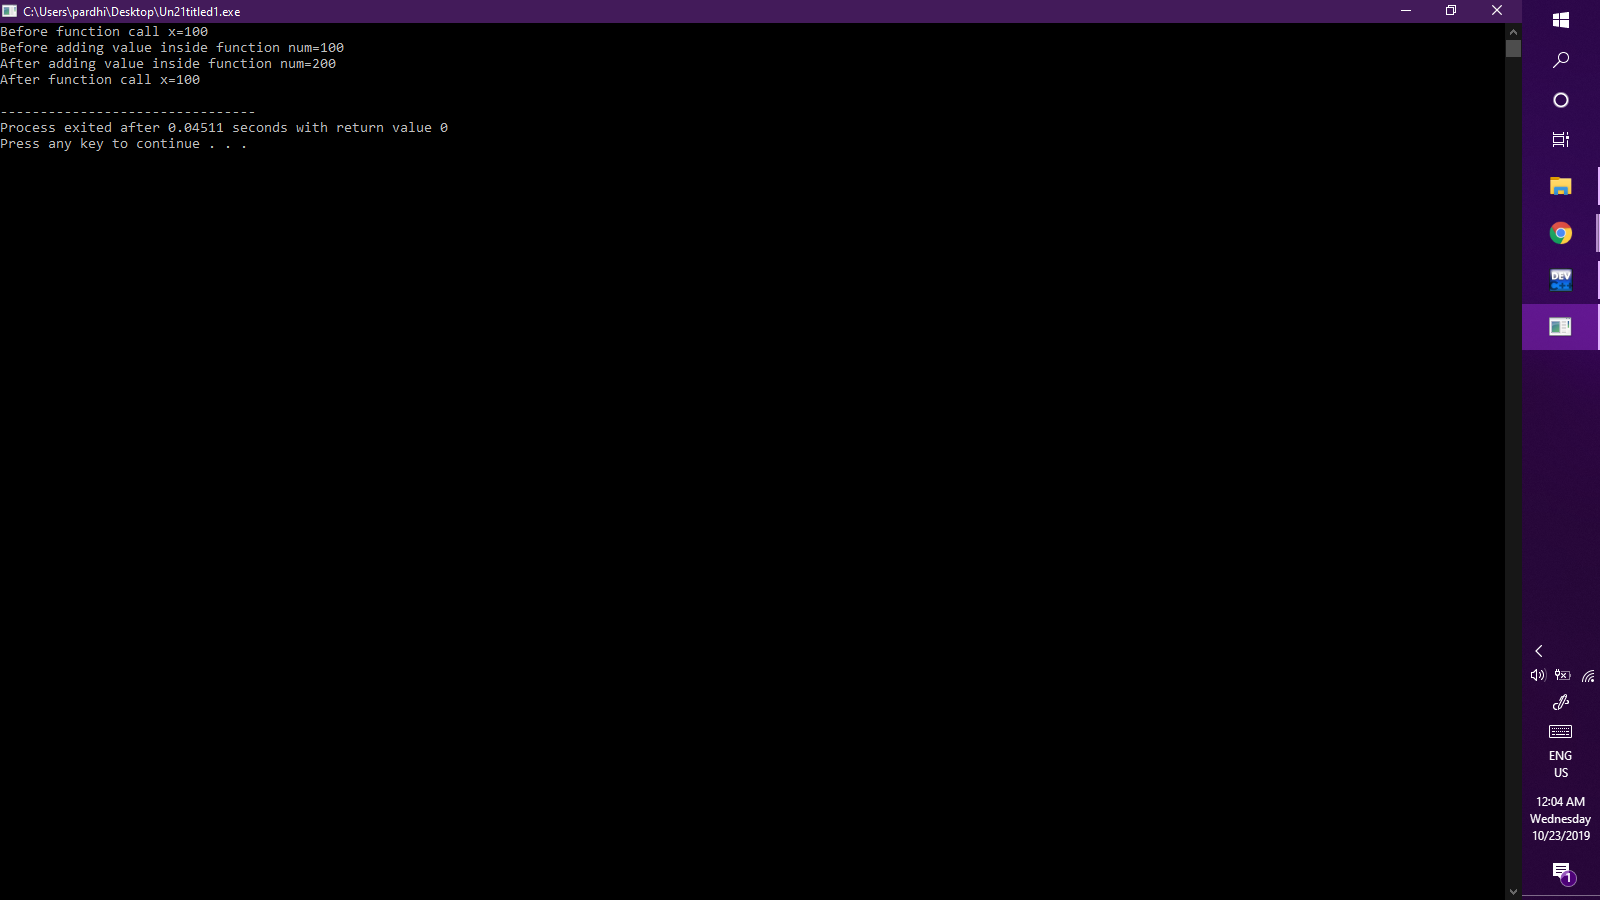 C:\Users\pardhi\Desktop\Un21titled1.exe
Before function call x=100
Before adding value inside function num=100
After adding value inside function num=200
After function call x=100
--------------------------------
Process exited after 0.04511 seconds with return value 0
Press any key to continue . . .
DEV
C++
ENG
US
12:04 AM
Wednesday
10/23/2019
1